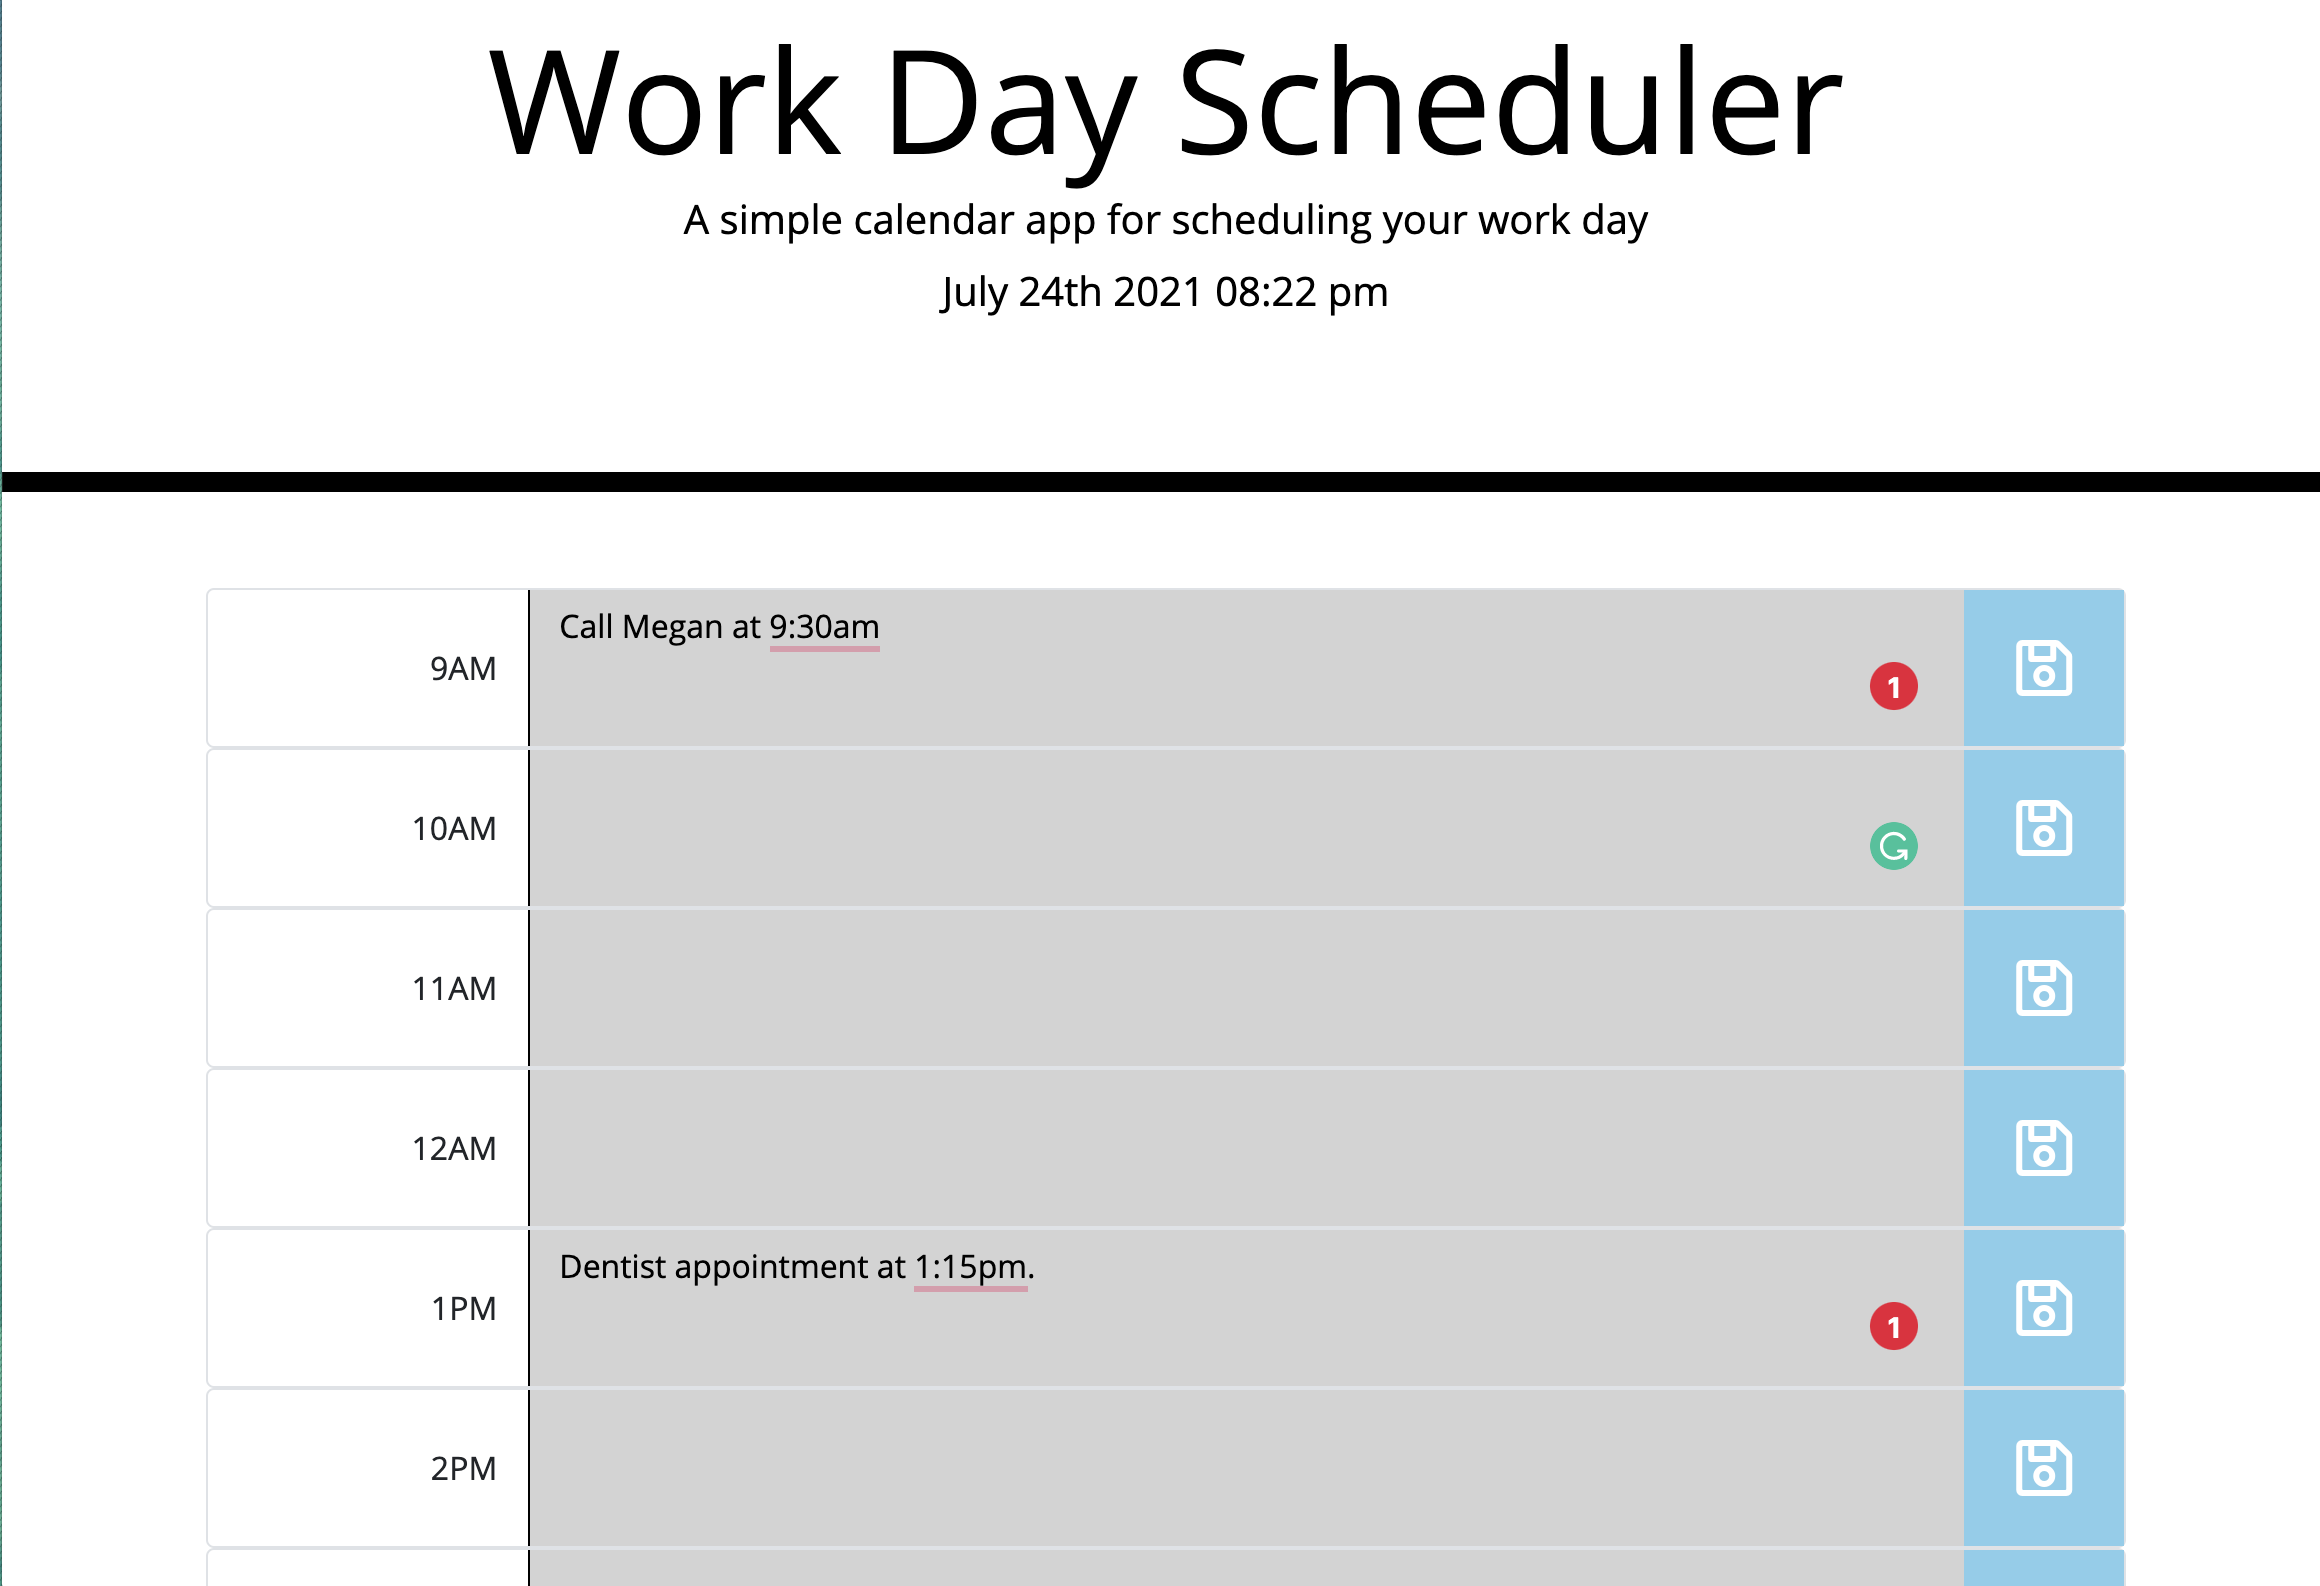 Work Day Scheduler
A simple calendar app for scheduling your work day
July 24th 2021 08:22 pm
9AM
Call Megan at 9:30am
1
10AM
11AM
12AM
1PM
Dentist appointment at 1:15pm.
1
2PM